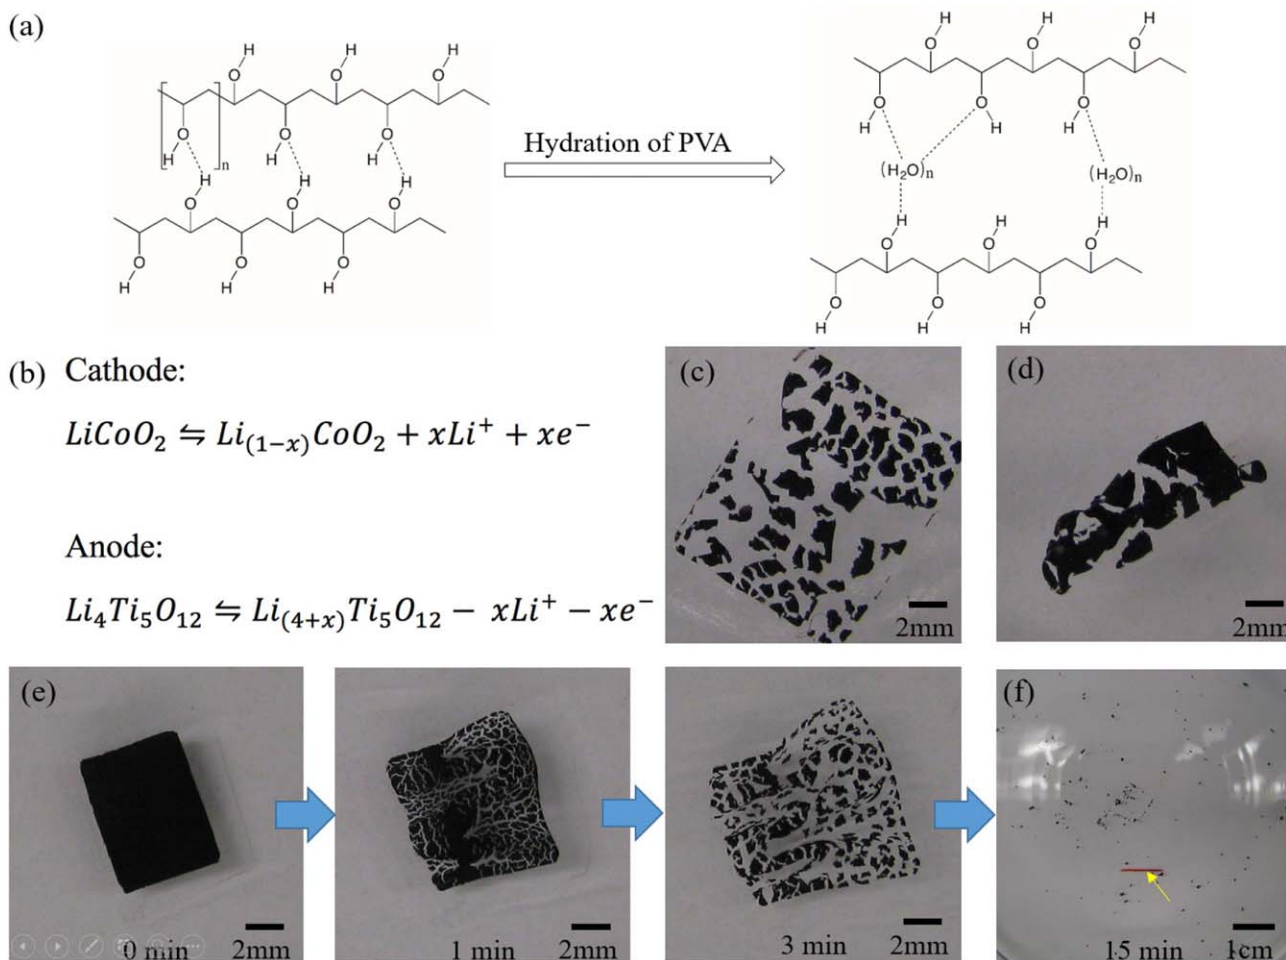 (a)
H H H
O O O
[ ]n
O O O
H H H
H H H
O O O
O O O
H H H
Hydration of PVA
H H H
O O O
O O O
H H H
(H₂O)n (H₂O)n
H H H
O O O
O O O
H H H
(b) Cathode:
LiCoO₂ ⇋ Li₍₁₋ₓ₎CoO₂ + xLi⁺ + xe⁻
Anode:
Li₄Ti₅O₁₂ ⇋ Li₍₄₊ₓ₎Ti₅O₁₂ − xLi⁺ − xe⁻
(c)
2mm
(d)
2mm
(e)
0 min 2mm
1 min 2mm
3 min 2mm
(f)
15 min 1cm